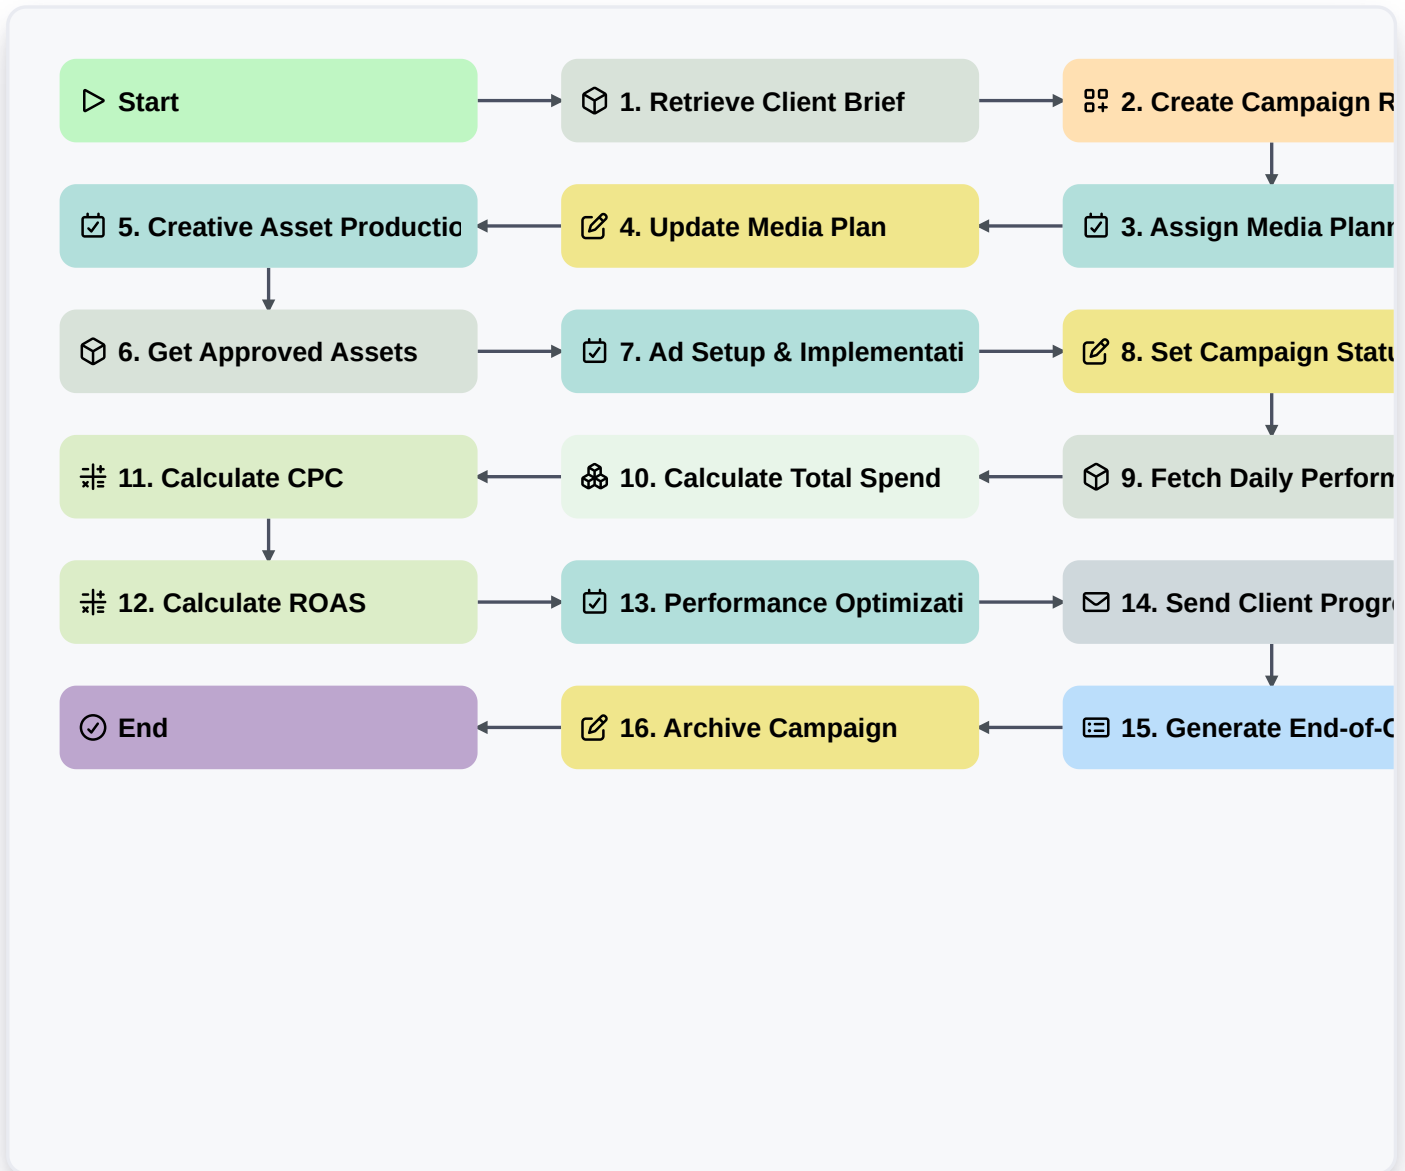 Start
1. Retrieve Client Brief
2. Create Campaign R
5. Creative Asset Productio
4. Update Media Plan
3. Assign Media Plann
6. Get Approved Assets
7. Ad Setup & Implementati
8. Set Campaign Statu
11. Calculate CPC
10. Calculate Total Spend
9. Fetch Daily Perform
12. Calculate ROAS
13. Performance Optimizati
14. Send Client Progre
End
16. Archive Campaign
15. Generate End-of-C